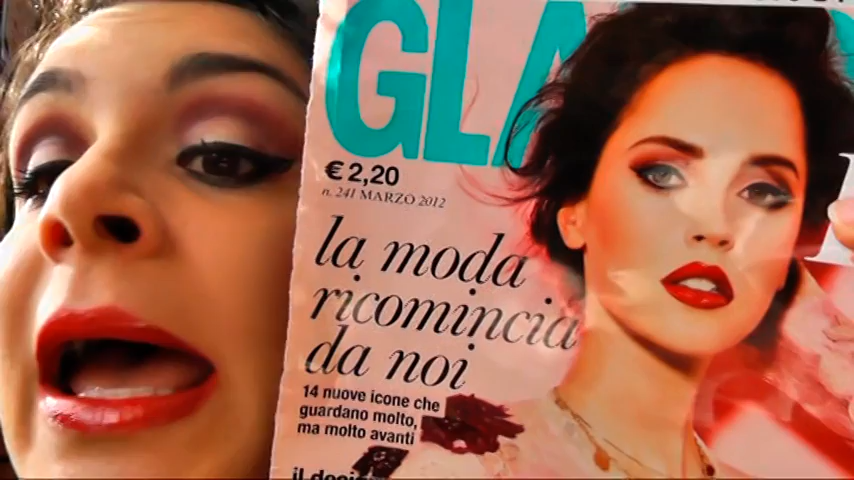 GLA
€ 2,20
n. 241 MARZO 2012
la moda
ricomincia
da noi
14 nuove icone che
guardano molto,
ma molto avanti
il